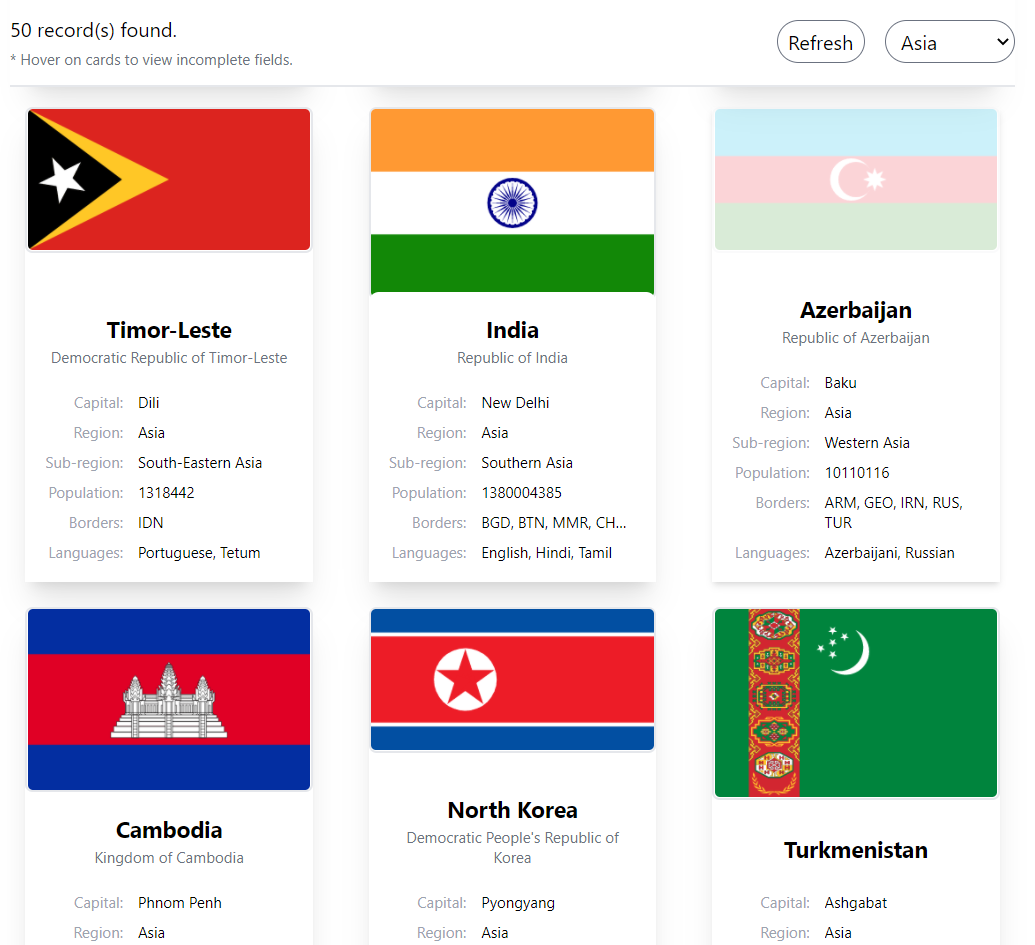 50 record(s) found.
* Hover on cards to view incomplete fields.
Refresh
Asia
Timor-Leste
Democratic Republic of Timor-Leste
Capital: Dili
Region: Asia
Sub-region: South-Eastern Asia
Population: 1318442
Borders: IDN
Languages: Portuguese, Tetum
India
Republic of India
Capital: New Delhi
Region: Asia
Sub-region: Southern Asia
Population: 1380004385
Borders: BGD, BTN, MMR, CH...
Languages: English, Hindi, Tamil
Azerbaijan
Republic of Azerbaijan
Capital: Baku
Region: Asia
Sub-region: Western Asia
Population: 10110116
Borders: ARM, GEO, IRN, RUS,
TUR
Languages: Azerbaijani, Russian
Cambodia
Kingdom of Cambodia
Capital: Phnom Penh
Region: Asia
North Korea
Democratic People's Republic of
Korea
Capital: Pyongyang
Region: Asia
Turkmenistan
Capital: Ashgabat
Region: Asia